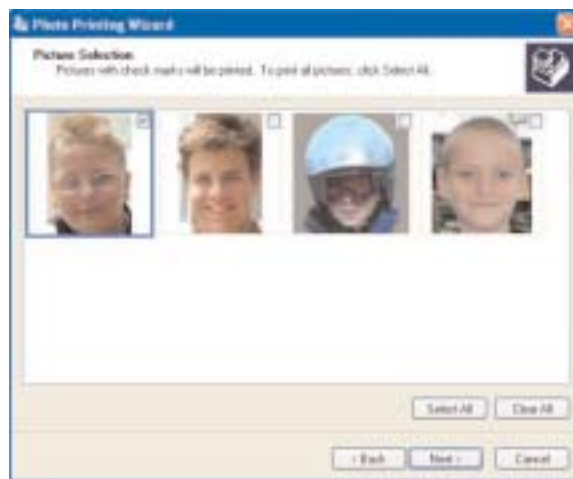 Photo Printing Wizard
Picture Selection
Pictures with check marks will be printed. To print all pictures, click Select All.
Select All
Clear All
< Back
Next >
Cancel